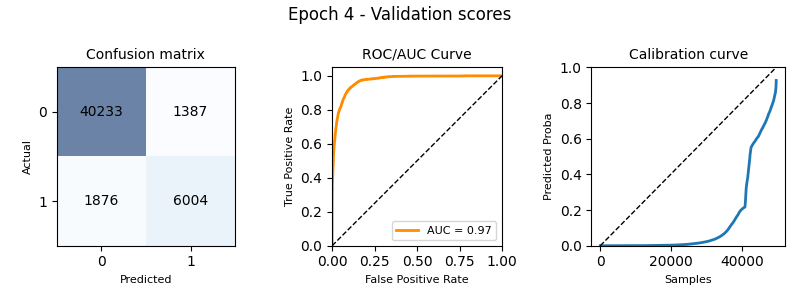 Epoch 4 - Validation scores
Confusion matrix
Actual
0
1
40233
1387
1876
6004
0
1
Predicted
ROC/AUC Curve
True Positive Rate
1.0
0.8
0.6
0.4
0.2
0.0
AUC = 0.97
0.00
0.25
0.50
0.75
1.00
False Positive Rate
Calibration curve
Predicted Proba
1.0
0.8
0.6
0.4
0.2
0.0
0
20000
40000
Samples